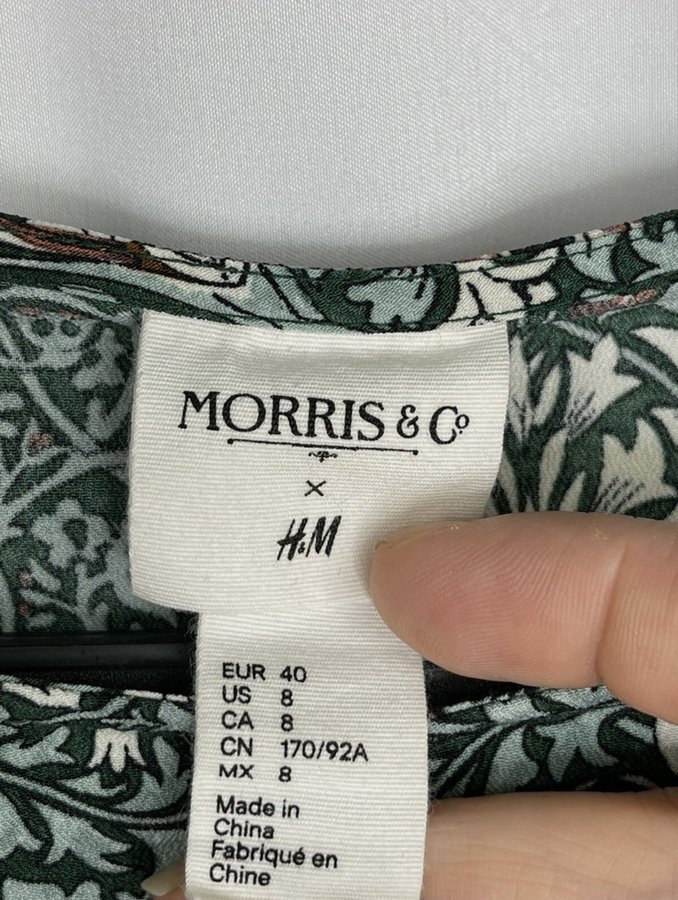 MORRIS & Co
×
H&M
EUR 40
US 8
CA 8
CN 170/92A
MX 8
Made in
China
Fabriqué en
Chine